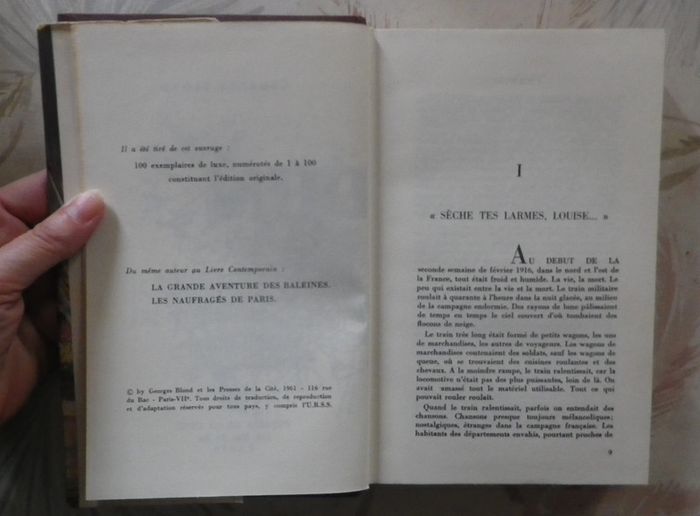 Il a été tiré de cet ouvrage :
100 exemplaires de luxe, numérotés de 1 à 100
constituant l'édition originale.
Du même auteur au Livre Contemporain :
LA GRANDE AVENTURE DES BALEINES.
LES NAUFRAGÉS DE PARIS.
© by Georges Blond et les Presses de la Cité, 1961 - 116 rue
du Bac - Paris-VIIe. Tous droits de traduction, de reproduction
et d'adaptation réservés pour tous pays, y compris l'U.R.S.S.
I
« SÈCHE TES LARMES, LOUISE... »
AU DEBUT DE LA
seconde semaine de février 1916, dans le nord et l'est de
la France, tout était froid et humide. La vie, la mort. Le
peu qui existait entre la vie et la mort. Le train militaire
roulait à quarante à l'heure dans la nuit glacée, au milieu
de la campagne endormie. Des rayons de lune pâlissaient
de temps en temps le ciel couvert d'où tombaient des
flocons de neige.
Le train très long était formé de petits wagons, les uns
de marchandises, les autres de voyageurs. Les wagons de
marchandises contenaient des soldats, sauf les wagons de
queue, où se trouvaient des cuisines roulantes et des
chevaux. A la moindre rampe, le train ralentissait, car la
locomotive n'était pas des plus puissantes, loin de là. On
avait amassé tout le matériel utilisable. Tout ce qui
pouvait rouler roulait.
Quand le train ralentissait, parfois on entendait des
chansons. Chansons presque toujours mélancoliques ;
nostalgiques, étranges dans la campagne française. Les
habitants des départements envahis, pourtant proches de
9